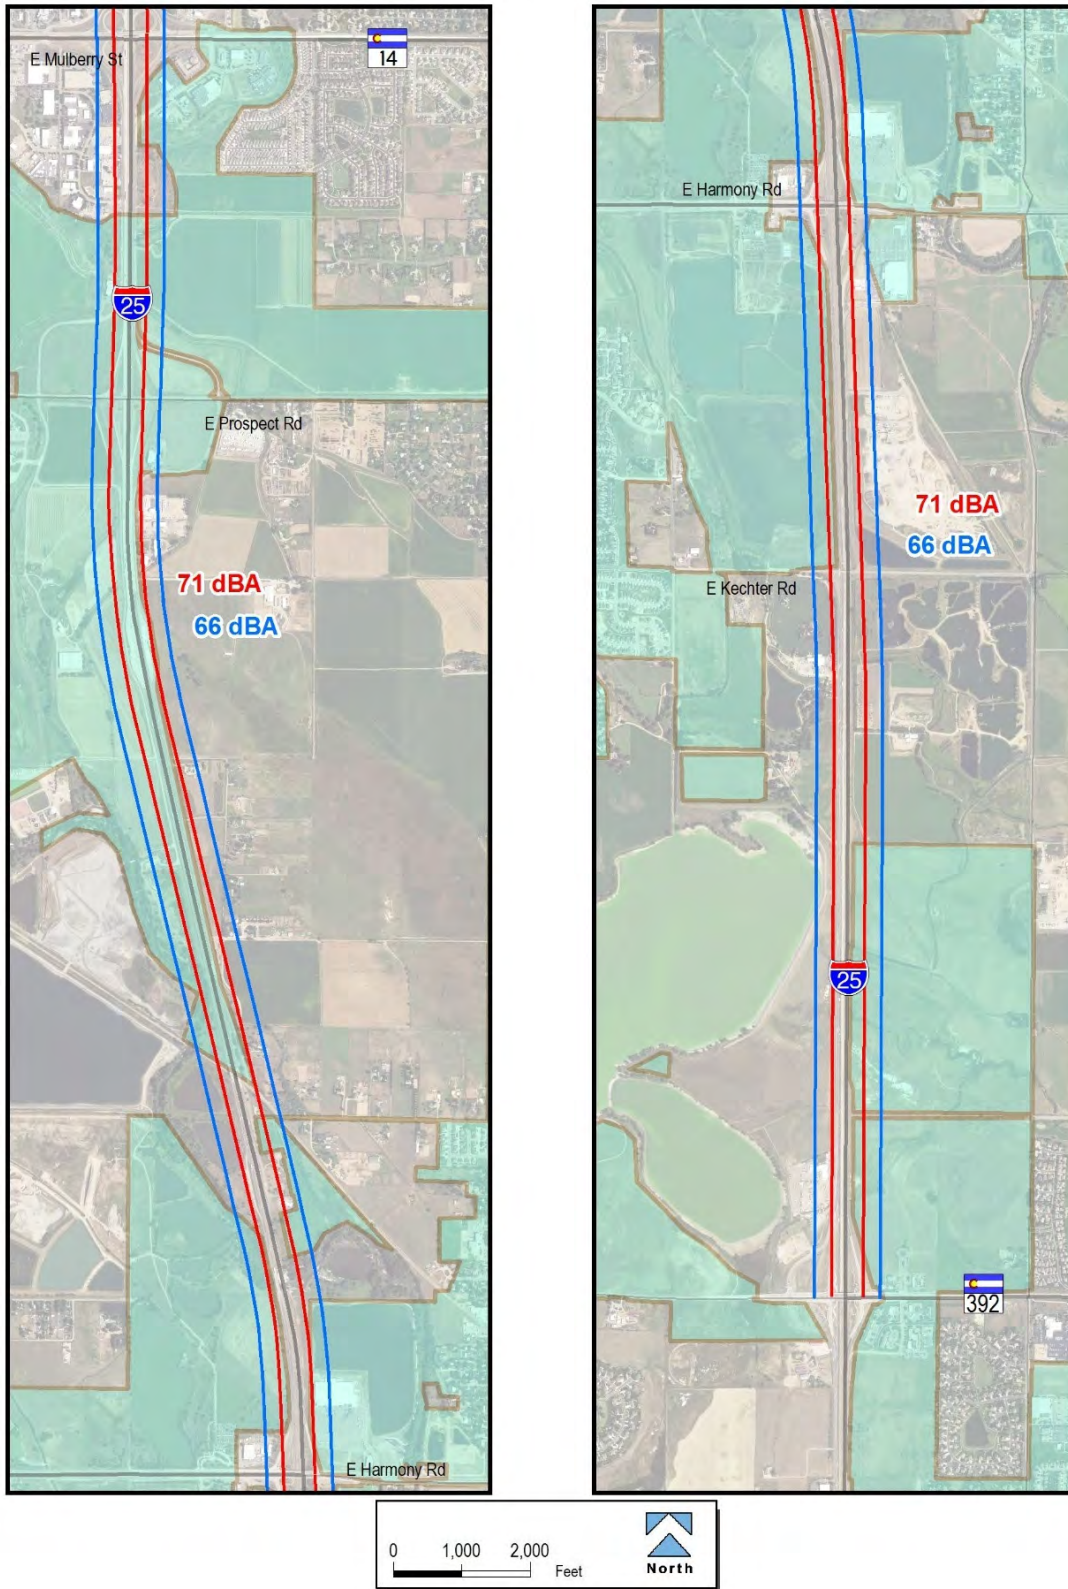 E Mulberry St
14
25
E Prospect Rd
71 dBA
66 dBA
E Harmony Rd
E Harmony Rd
71 dBA
66 dBA
E Kechter Rd
25
392
0 1,000 2,000
Feet
North